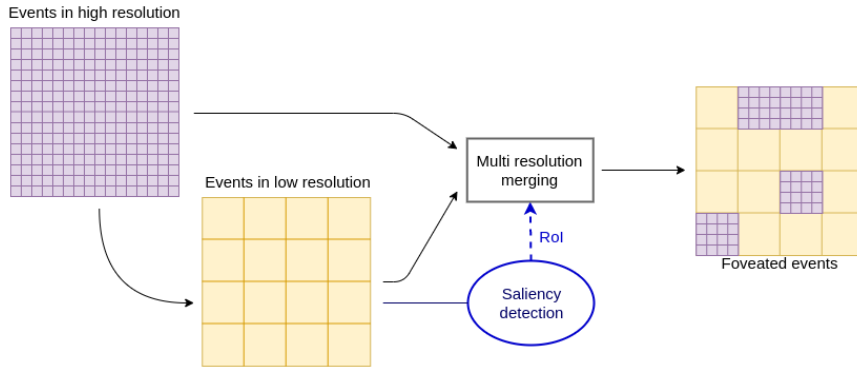 Events in high resolution
Events in low resolution
Multi resolution
merging
RoI
Saliency
detection
Foveated events